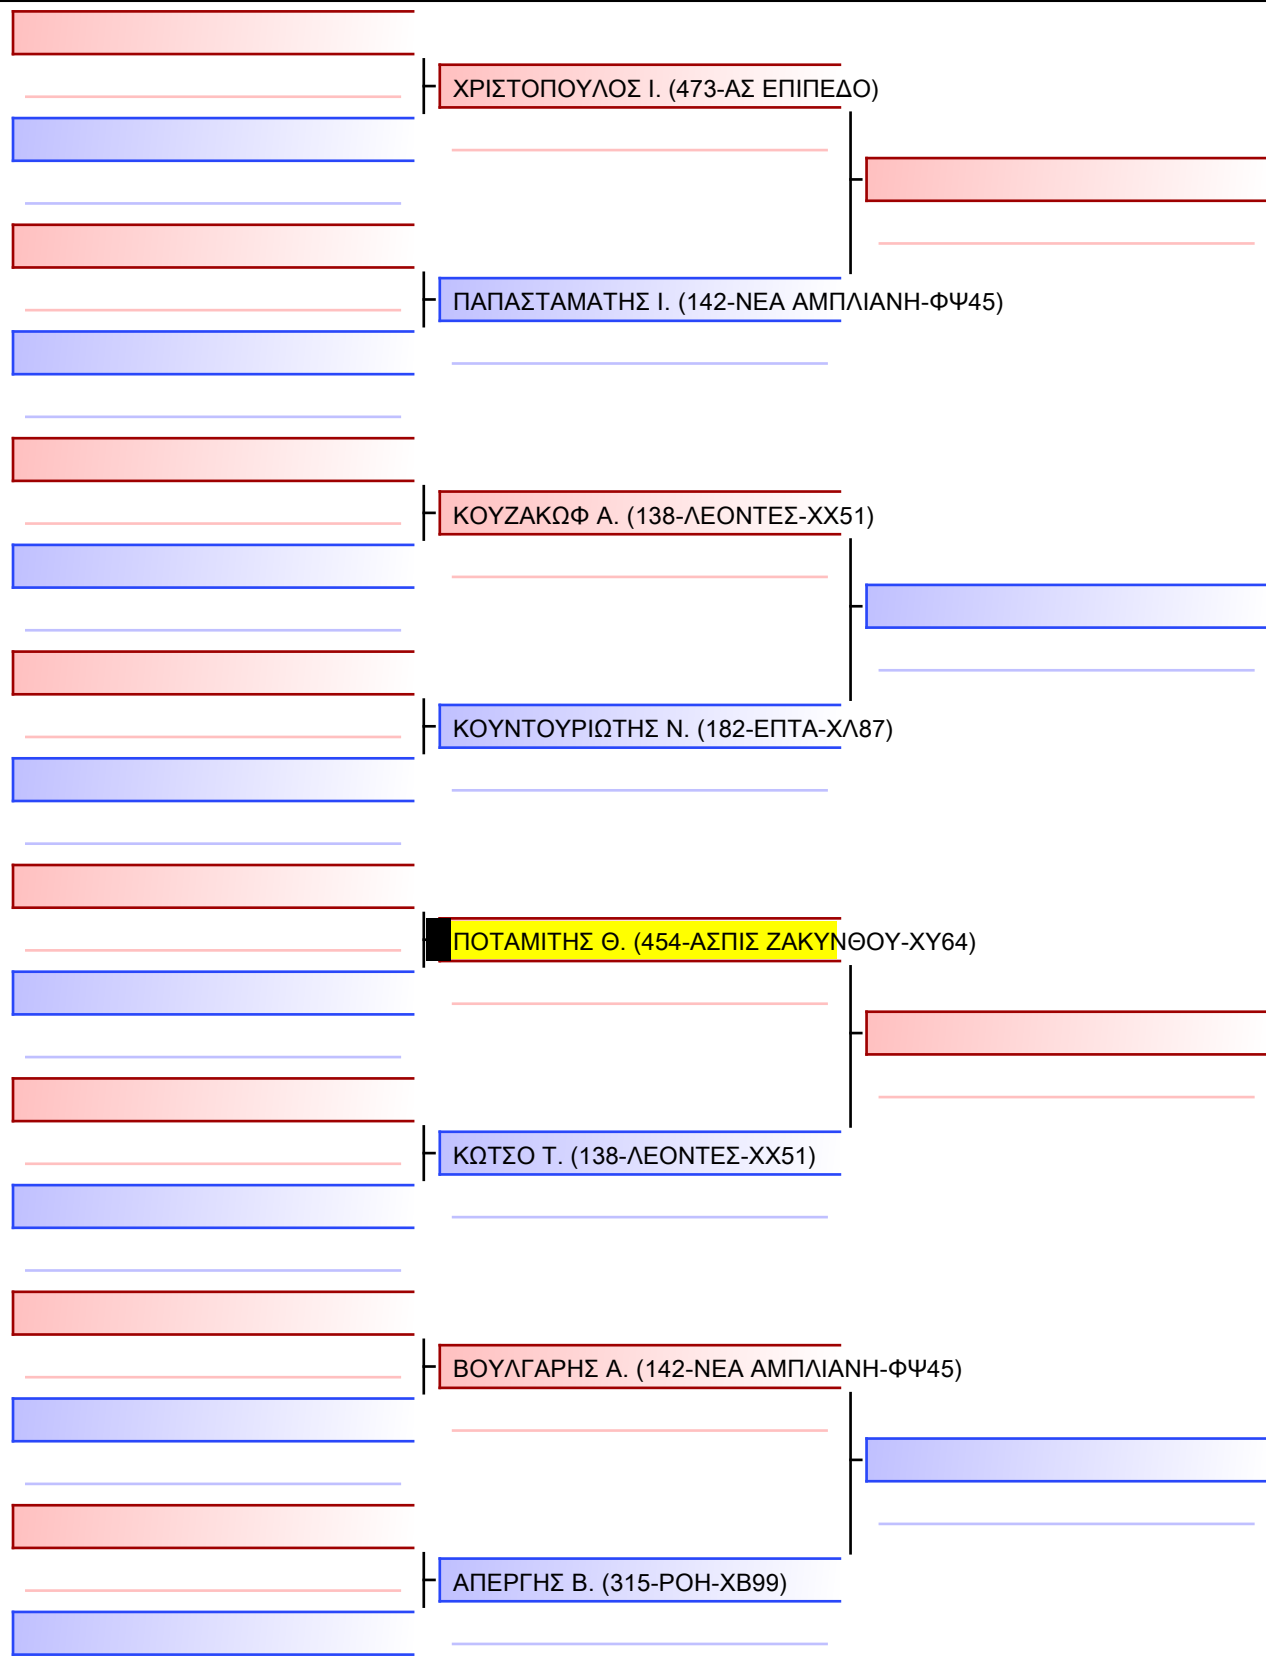 ΧΡΙΣΤΟΠΟΥΛΟΣ Ι. (473-ΑΣ ΕΠΙΠΕΔΟ)
ΠΑΠΑΣΤΑΜΑΤΗΣ Ι. (142-ΝΕΑ ΑΜΠΛΙΑΝΗ-ΦΨ45)
ΚΟΥΖΑΚΩΦ Α. (138-ΛΕΟΝΤΕΣ-ΧΧ51)
ΚΟΥΝΤΟΥΡΙΩΤΗΣ Ν. (182-ΕΠΤΑ-ΧΛ87)
ΠΟΤΑΜΙΤΗΣ Θ. (454-ΑΣΠΙΣ ΖΑΚΥΝΘΟΥ-ΧΥ64)
ΚΩΤΣΟ Τ. (138-ΛΕΟΝΤΕΣ-ΧΧ51)
ΒΟΥΛΓΑΡΗΣ Α. (142-ΝΕΑ ΑΜΠΛΙΑΝΗ-ΦΨ45)
ΑΠΕΡΓΗΣ Β. (315-ΡΟΗ-ΧΒ99)